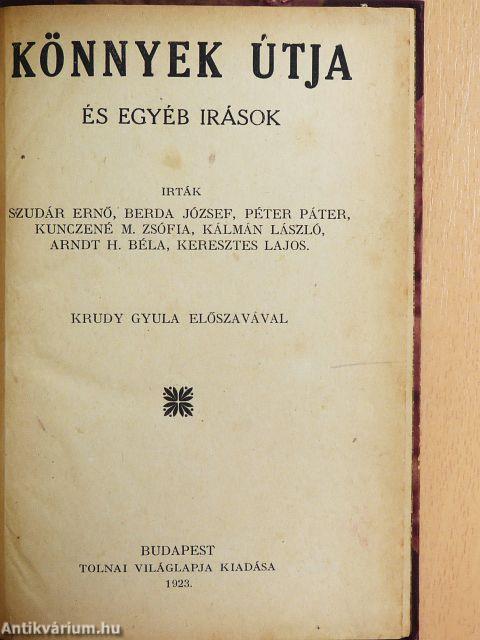 KÖNNYEK ÚTJA
ÉS EGYÉB IRÁSOK
IRTÁK
SZUDÁR ERNŐ, BERDA JÓZSEF, PÉTER PÁTER,
KUNCZENÉ M. ZSÓFIA, KÁLMÁN LÁSZLÓ,
ARNDT H. BÉLA, KERESZTES LAJOS.
KRUDY GYULA ELŐSZAVÁVAL
BUDAPEST
TOLNAI VILÁGLAPJA KIADÁSA
1923.
Antikvárium.hu